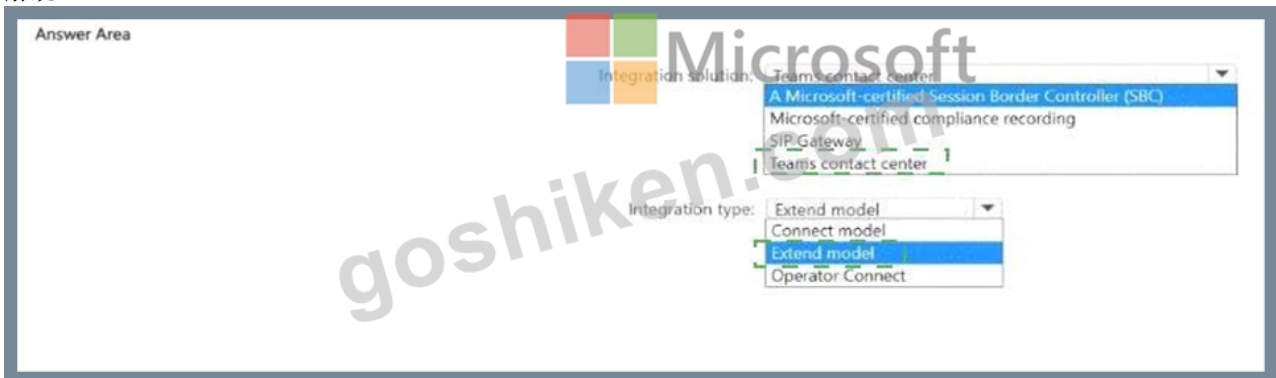 Answer Area
Microsoft
Integration solution: Teams contact center
A Microsoft-certified Session Border Controller (SBC)
Microsoft-certified compliance recording
SIP Gateway
Teams contact center
Integration type: Extend model
Connect model
Extend model
Operator Connect
goshiken.com